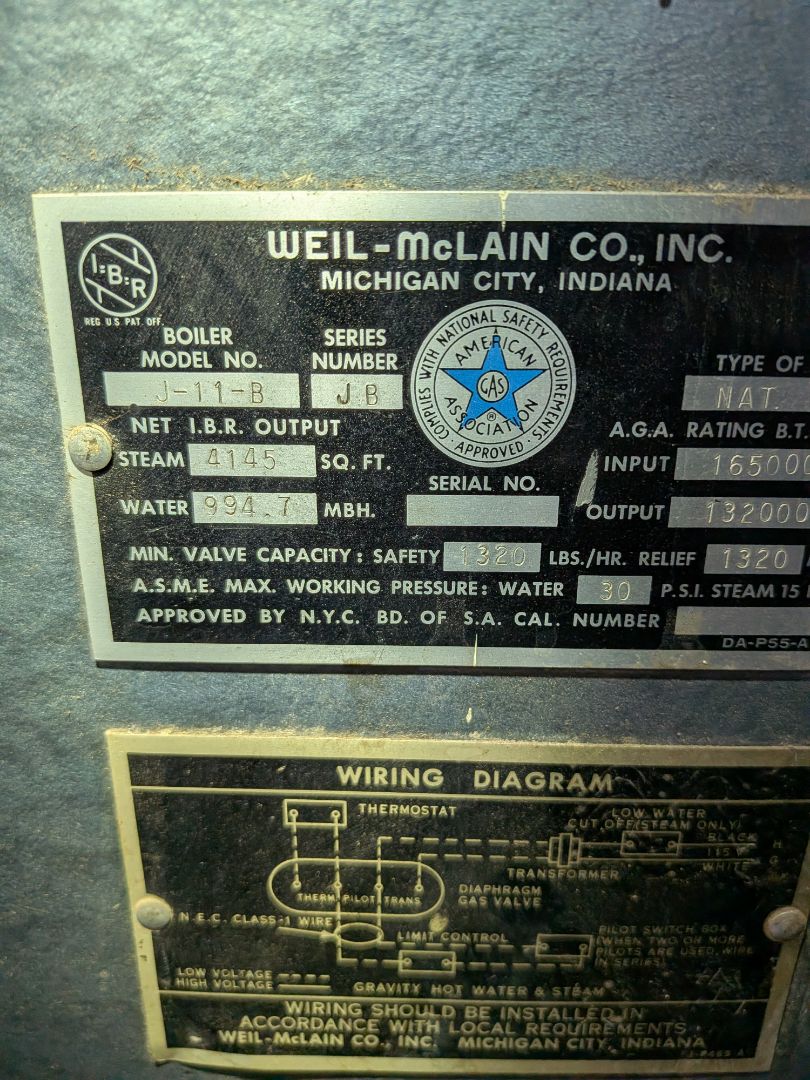 I=B=R
REG. U.S. PAT. OFF.
WEIL-McLAIN CO., INC.
MICHIGAN CITY, INDIANA
BOILER MODEL NO.
J-11-B
SERIES NUMBER
JB
COMPLIES WITH NATIONAL SAFETY REQUIREMENTS
AMERICAN GAS ASSOCIATION
®
APPROVED
TYPE OF
NAT.
NET I.B.R. OUTPUT
STEAM 4145 SQ. FT.
WATER 994.7 MBH.
SERIAL NO.
A.G.A. RATING B.T.
INPUT 165000
OUTPUT 132000
MIN. VALVE CAPACITY: SAFETY 1320 LBS./HR. RELIEF 1320
A.S.M.E. MAX. WORKING PRESSURE: WATER 30 P.S.I. STEAM 15
APPROVED BY N.Y.C. BD. OF S.A. CAL. NUMBER
DA-P55-A
WIRING DIAGRAM
THERMOSTAT
LOW WATER
CUT OFF(STEAM ONLY)
BLACK
115 V
WHITE
H
TRANSFORMER
THERM PILOT TRANS
DIAPHRAGM
GAS VALVE
N.E.C. CLASS-1 WIRE
LIMIT CONTROL
PILOT SWITCH
(WHEN TWO OR MORE
PILOTS ARE USED, WIRE
IN SERIES)
LOW VOLTAGE
HIGH VOLTAGE
GRAVITY HOT WATER & STEAM
WIRING SHOULD BE INSTALLED IN
ACCORDANCE WITH LOCAL REQUIREMENTS
WEIL-McLAIN CO., INC. MICHIGAN CITY, INDIANA